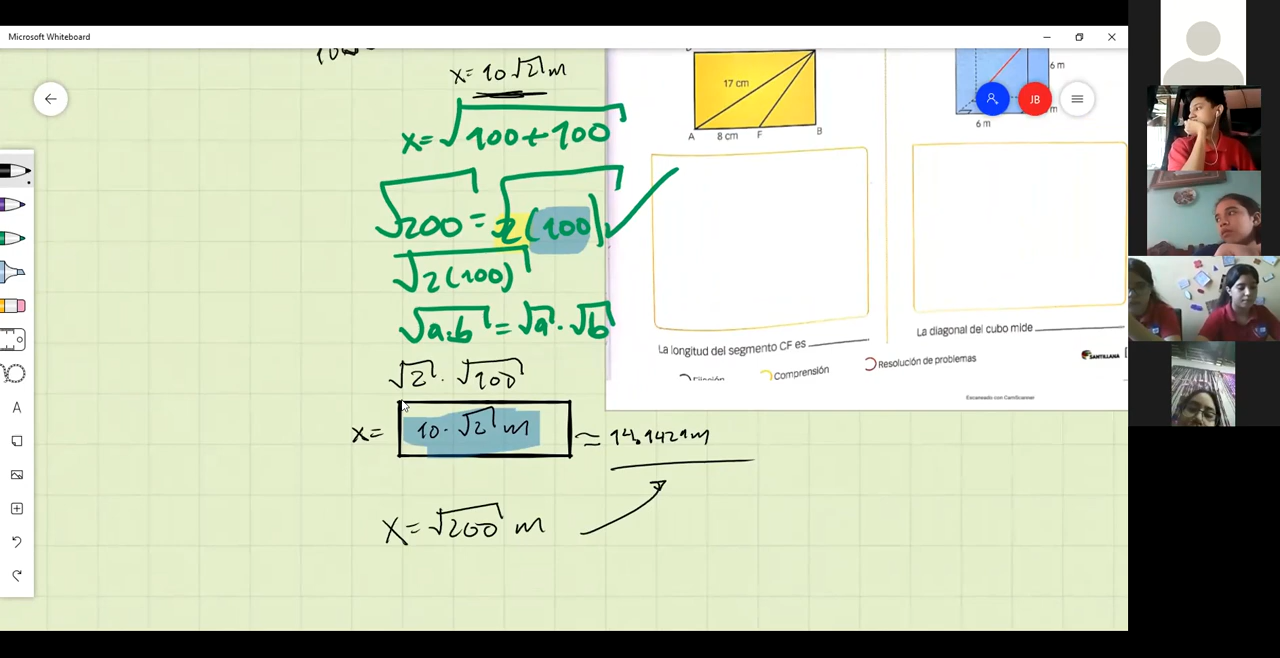 Microsoft Whiteboard
x= 10 √2 m
x= √100+100
√200 = √2(100) ✓
√2(100)
√a.b = √a . √b
√2 . √100
x= 10 . √2 m ≈ 14.1421m
x= √200 m
17 cm
A 8 cm F B
La longitud del segmento CF es
6 m
m
6 m
La diagonal del cubo mide
Comprensión
Resolución de problemas
SANTILLANA
Escaneado con CamScanner
JB
A